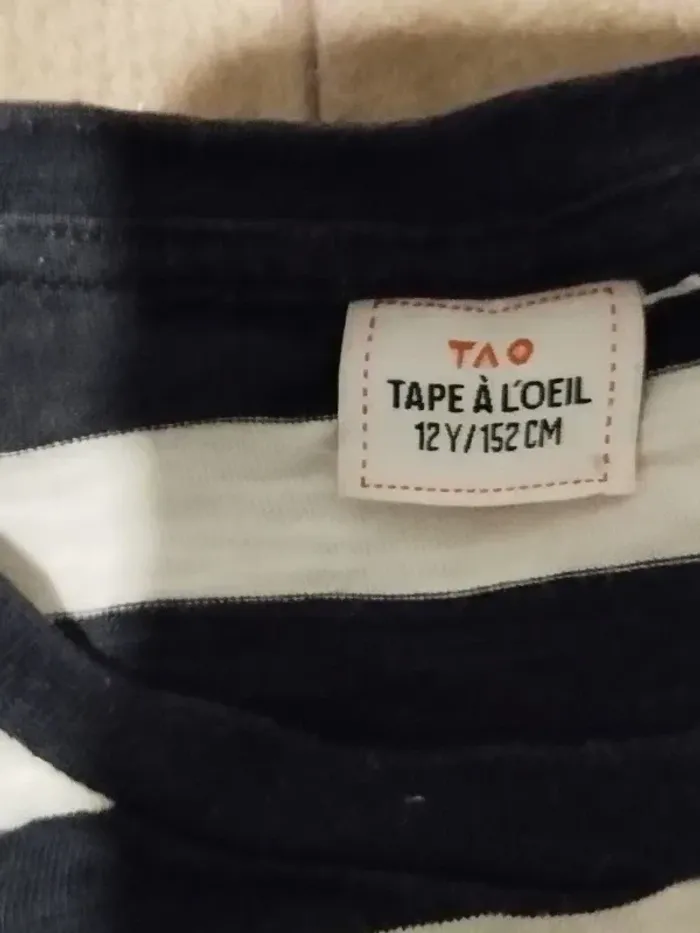 TAO
TAPE À L'OEIL
12Y/152CM